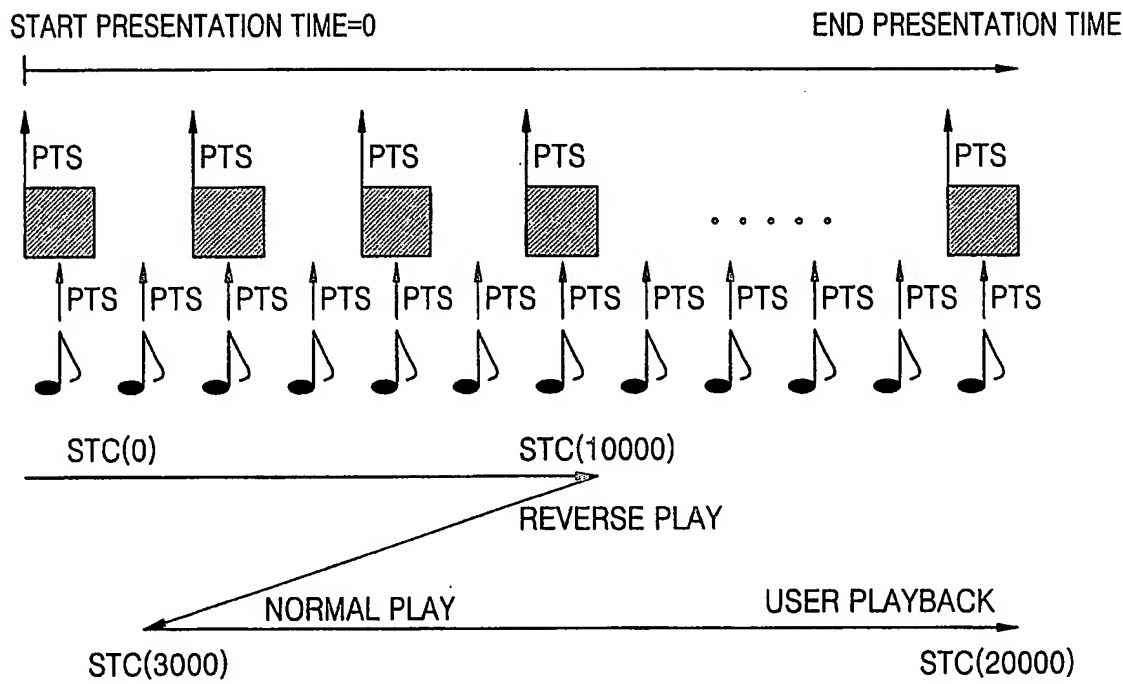 START PRESENTATION TIME=0 END PRESENTATION TIME
PTS PTS PTS PTS PTS
PTS PTS PTS PTS PTS PTS PTS PTS PTS PTS PTS PTS
STC(0) STC(10000)
REVERSE PLAY
NORMAL PLAY USER PLAYBACK
STC(3000) STC(20000)